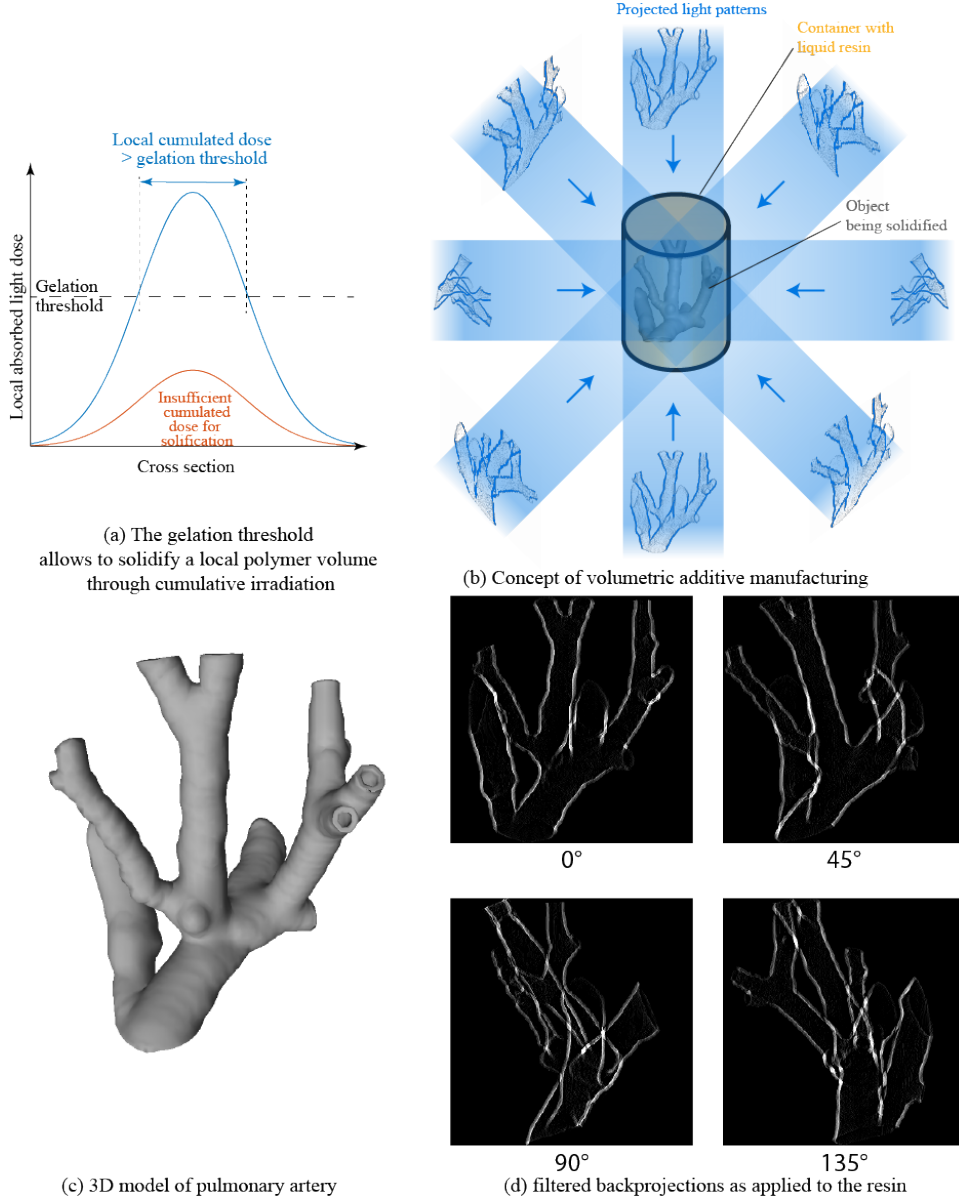 Projected light patterns
Container with
liquid resin
Local cumulated dose
> gelation threshold
Object
being solidified
Local absorbed light dose
Gelation
threshold
Insufficient
cumulated
dose for
solification
Cross section
(a) The gelation threshold
allows to solidify a local polymer volume
through cumulative irradiation
(b) Concept of volumetric additive manufacturing
0°
45°
90°
135°
(c) 3D model of pulmonary artery
(d) filtered backprojections as applied to the resin